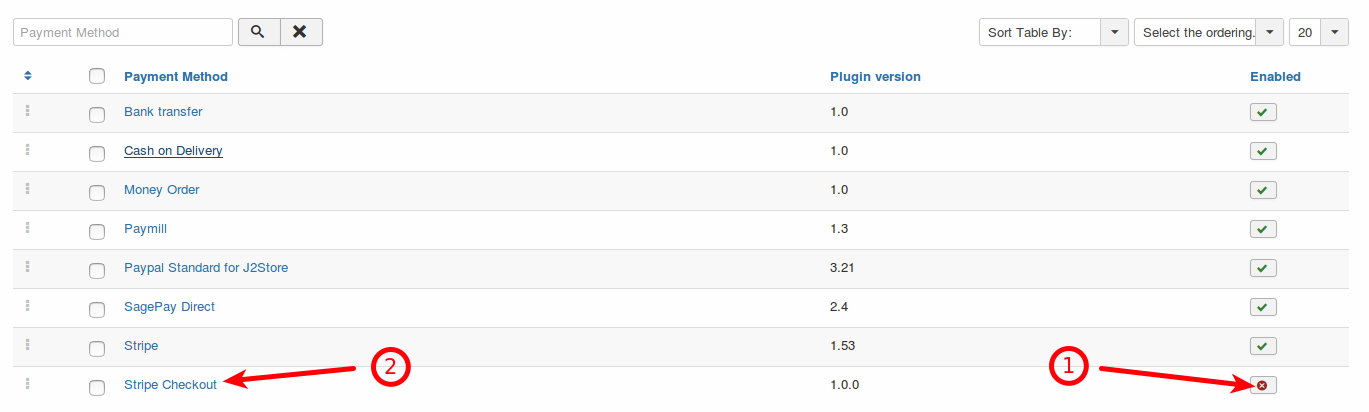 Payment Method Sort Table By: Select the ordering. 20
Payment Method Plugin version Enabled
Bank transfer 1.0
Cash on Delivery 1.0
Money Order 1.0
Paymill 1.3
Paypal Standard for J2Store 3.21
SagePay Direct 2.4
Stripe 1.53
2 1
Stripe Checkout 1.0.0